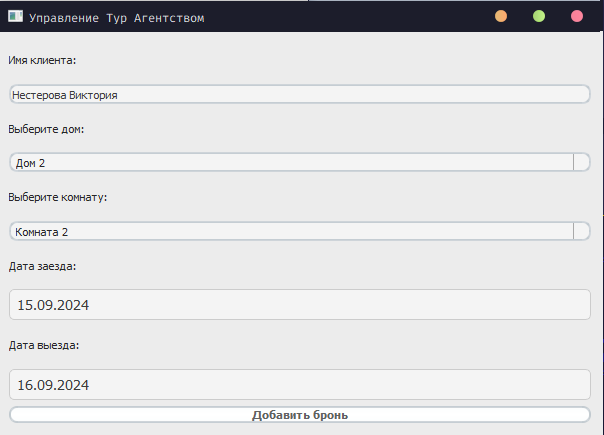 Управление Тур Агентством
Имя клиента:
Нестерова Виктория
Выберите дом:
Дом 2
Выберите комнату:
Комната 2
Дата заезда:
15.09.2024
Дата выезда:
16.09.2024
Добавить бронь